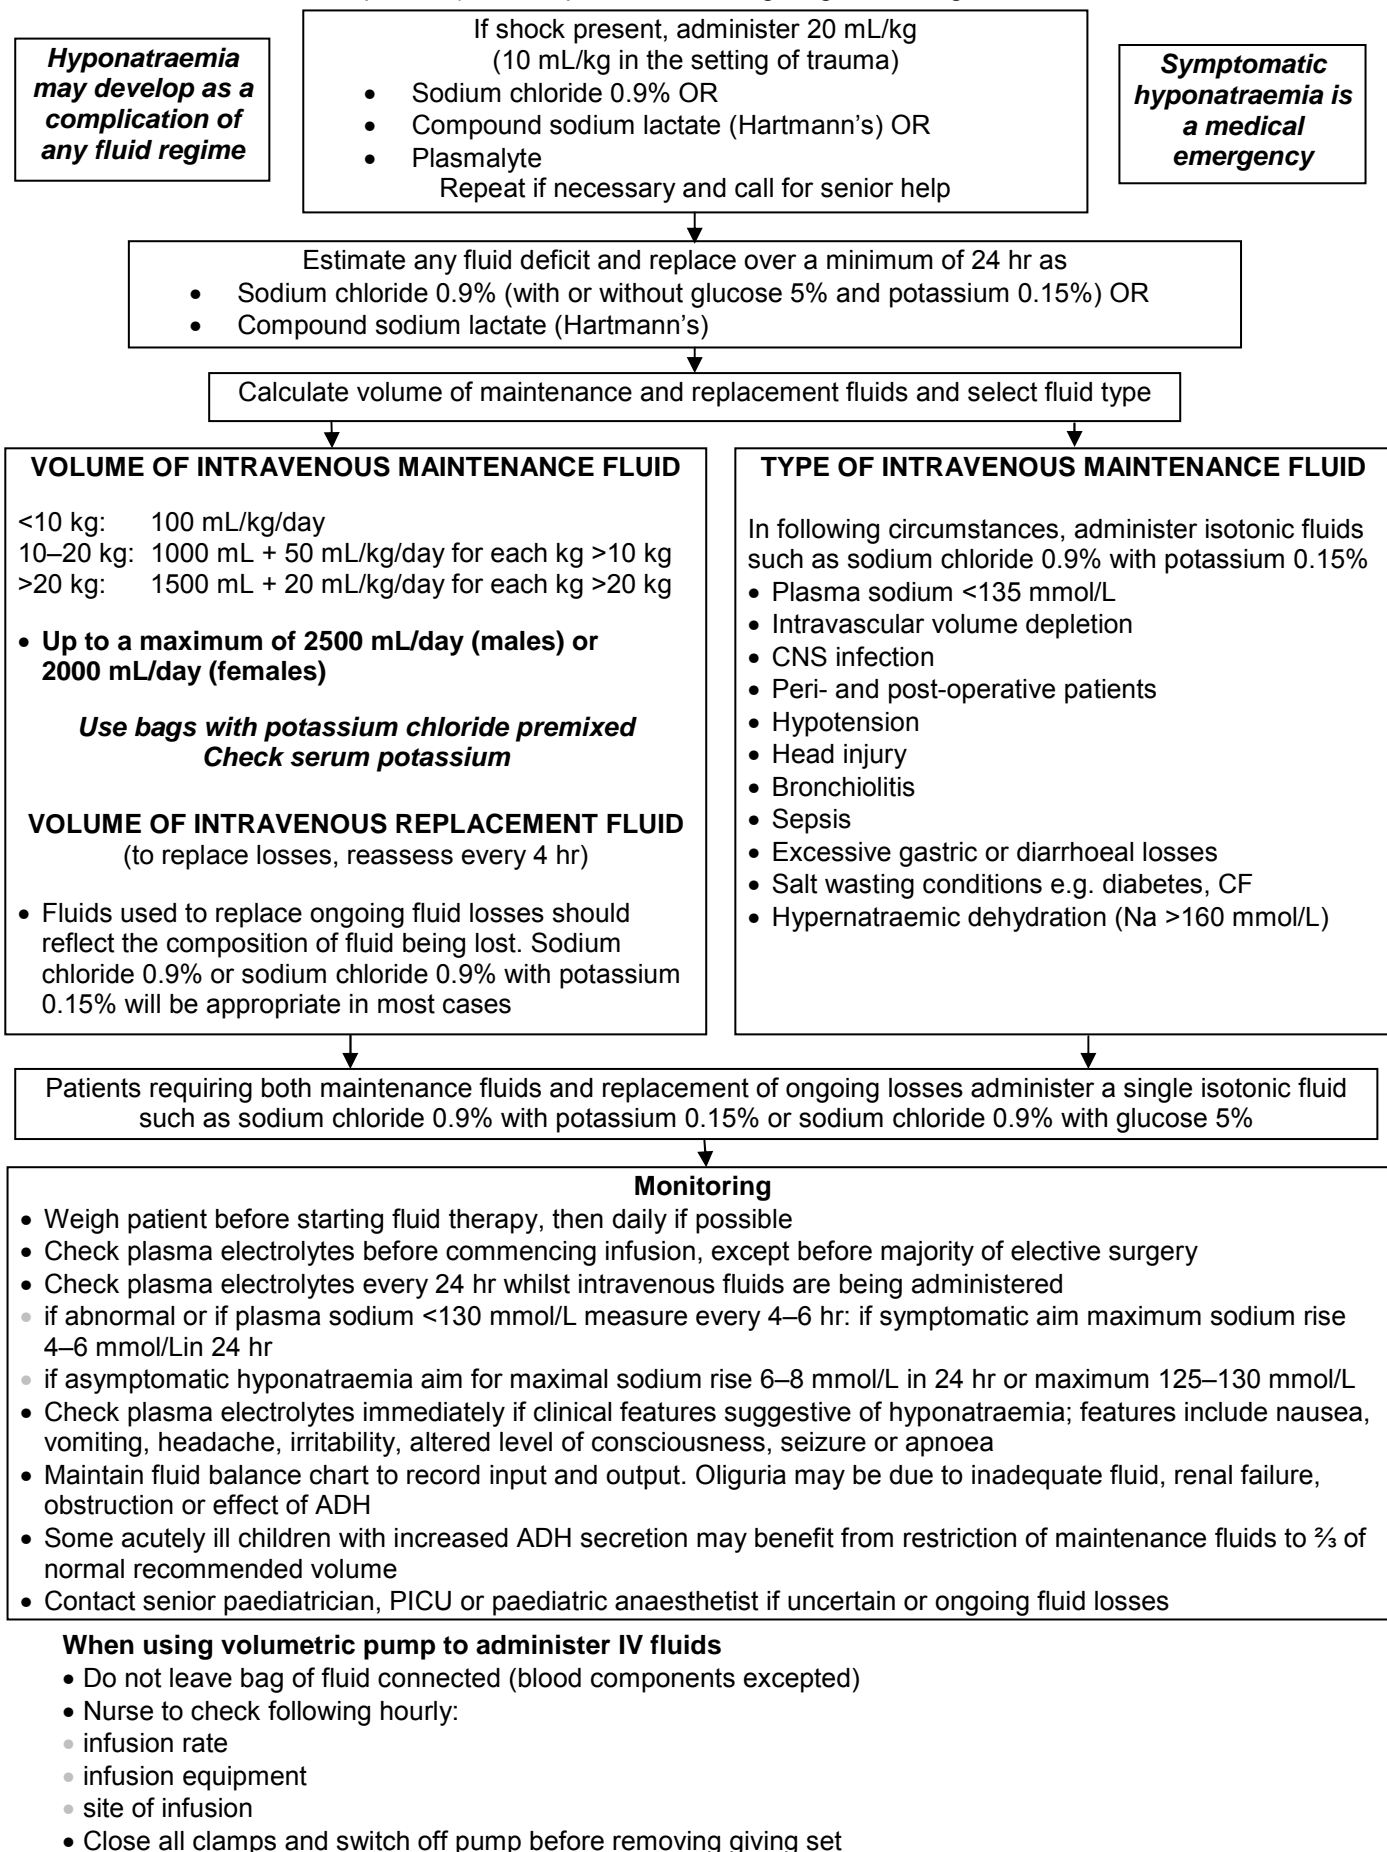 If shock present, administer 20 mL/kg
(10 mL/kg in the setting of trauma)
• Sodium chloride 0.9% OR
• Compound sodium lactate (Hartmann's) OR
• Plasmalyte
Repeat if necessary and call for senior help
Hyponatraemia
may develop as a
complication of
any fluid regime
Symptomatic
hyponatraemia is
a medical
emergency
Estimate any fluid deficit and replace over a minimum of 24 hr as
• Sodium chloride 0.9% (with or without glucose 5% and potassium 0.15%) OR
• Compound sodium lactate (Hartmann's)
Calculate volume of maintenance and replacement fluids and select fluid type
VOLUME OF INTRAVENOUS MAINTENANCE FLUID
<10 kg: 100 mL/kg/day
10–20 kg: 1000 mL + 50 mL/kg/day for each kg >10 kg
>20 kg: 1500 mL + 20 mL/kg/day for each kg >20 kg
• Up to a maximum of 2500 mL/day (males) or
2000 mL/day (females)
Use bags with potassium chloride premixed
Check serum potassium
VOLUME OF INTRAVENOUS REPLACEMENT FLUID
(to replace losses, reassess every 4 hr)
• Fluids used to replace ongoing fluid losses should
reflect the composition of fluid being lost. Sodium
chloride 0.9% or sodium chloride 0.9% with potassium
0.15% will be appropriate in most cases
TYPE OF INTRAVENOUS MAINTENANCE FLUID
In following circumstances, administer isotonic fluids
such as sodium chloride 0.9% with potassium 0.15%
• Plasma sodium <135 mmol/L
• Intravascular volume depletion
• CNS infection
• Peri- and post-operative patients
• Hypotension
• Head injury
• Bronchiolitis
• Sepsis
• Excessive gastric or diarrhoeal losses
• Salt wasting conditions e.g. diabetes, CF
• Hypernatraemic dehydration (Na >160 mmol/L)
Patients requiring both maintenance fluids and replacement of ongoing losses administer a single isotonic fluid
such as sodium chloride 0.9% with potassium 0.15% or sodium chloride 0.9% with glucose 5%
Monitoring
• Weigh patient before starting fluid therapy, then daily if possible
• Check plasma electrolytes before commencing infusion, except before majority of elective surgery
• Check plasma electrolytes every 24 hr whilst intravenous fluids are being administered
• if abnormal or if plasma sodium <130 mmol/L measure every 4–6 hr: if symptomatic aim maximum sodium rise
4–6 mmol/Lin 24 hr
• if asymptomatic hyponatraemia aim for maximal sodium rise 6–8 mmol/L in 24 hr or maximum 125–130 mmol/L
• Check plasma electrolytes immediately if clinical features suggestive of hyponatraemia; features include nausea,
vomiting, headache, irritability, altered level of consciousness, seizure or apnoea
• Maintain fluid balance chart to record input and output. Oliguria may be due to inadequate fluid, renal failure,
obstruction or effect of ADH
• Some acutely ill children with increased ADH secretion may benefit from restriction of maintenance fluids to ⅔ of
normal recommended volume
• Contact senior paediatrician, PICU or paediatric anaesthetist if uncertain or ongoing fluid losses
When using volumetric pump to administer IV fluids
• Do not leave bag of fluid connected (blood components excepted)
• Nurse to check following hourly:
• infusion rate
• infusion equipment
• site of infusion
• Close all clamps and switch off pump before removing giving set